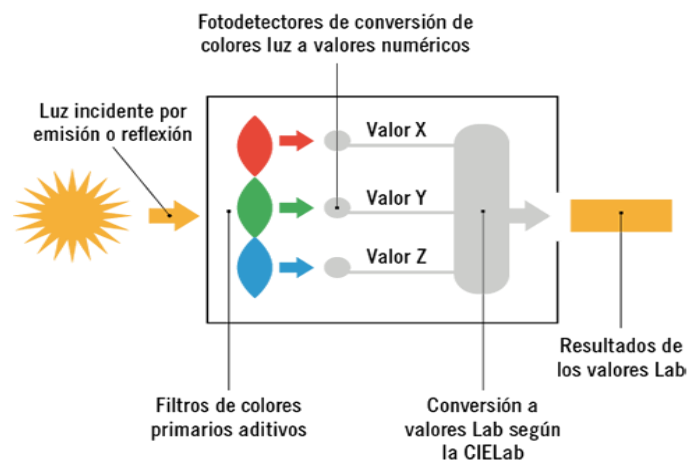 Fotodetectores de conversión de
colores luz a valores numéricos
Luz incidente por
emisión o reflexión
Valor X
Valor Y
Valor Z
Resultados de
los valores Lab
Filtros de colores
primarios aditivos
Conversión a
valores Lab según
la CIELab